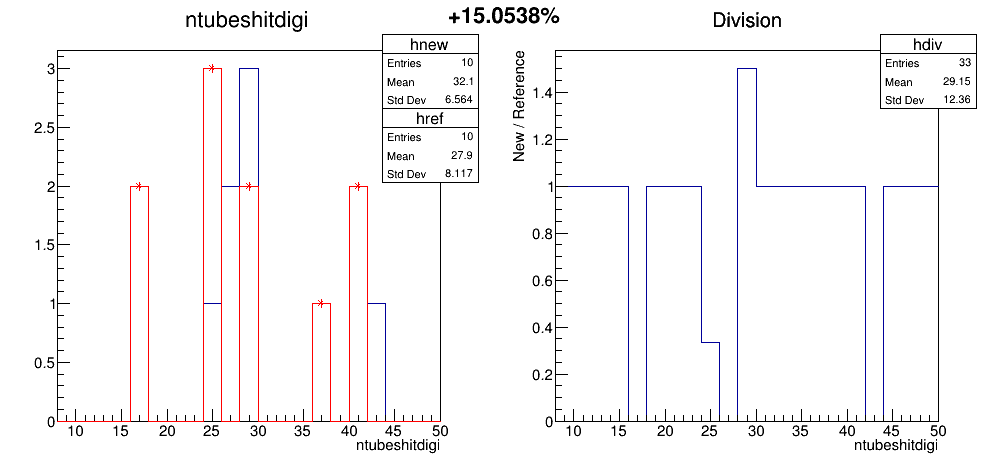 ntubeshitdigi
+15.0538%
Division
hnew
Entries 10
Mean 32.1
Std Dev 6.564
href
Entries 10
Mean 27.9
Std Dev 8.117
3
2.5
2
1.5
1
0.5
0
10 15 20 25 30 35 40 45 50
ntubeshitdigi
hdiv
Entries 33
Mean 29.15
Std Dev 12.36
New / Reference
1.4
1.2
1
0.8
0.6
0.4
0.2
0
10 15 20 25 30 35 40 45 50
ntubeshitdigi